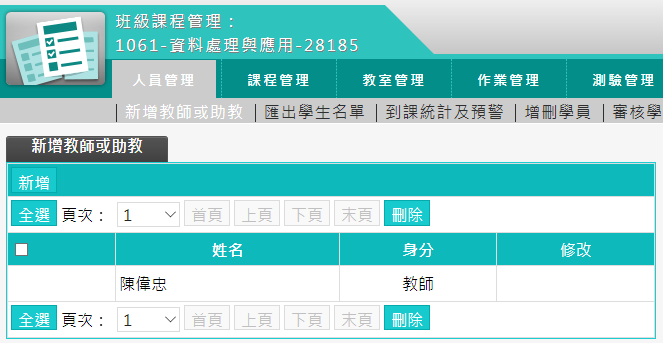 班級課程管理：
1061-資料處理與應用-28185
人員管理 課程管理 教室管理 作業管理 測驗管理
| 新增教師或助教 | 匯出學生名單 | 到課統計及預警 | 增刪學員 | 審核學
新增教師或助教
新增
全選 頁次： 1 首頁 上頁 下頁 末頁 刪除
姓名 身分 修改
陳偉忠 教師
全選 頁次： 1 首頁 上頁 下頁 末頁 刪除